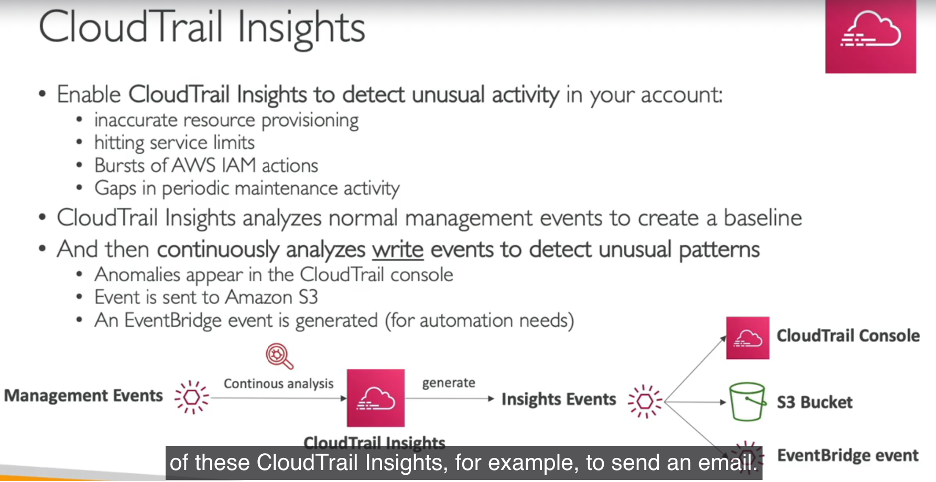 CloudTrail Insights
• Enable CloudTrail Insights to detect unusual activity in your account:
• inaccurate resource provisioning
• hitting service limits
• Bursts of AWS IAM actions
• Gaps in periodic maintenance activity
• CloudTrail Insights analyzes normal management events to create a baseline
• And then continuously analyzes write events to detect unusual patterns
• Anomalies appear in the CloudTrail console
• Event is sent to Amazon S3
• An EventBridge event is generated (for automation needs)
Management Events
Continous analysis
CloudTrail Insights
generate
Insights Events
CloudTrail Console
S3 Bucket
EventBridge event
of these CloudTrail Insights, for example, to send an email.